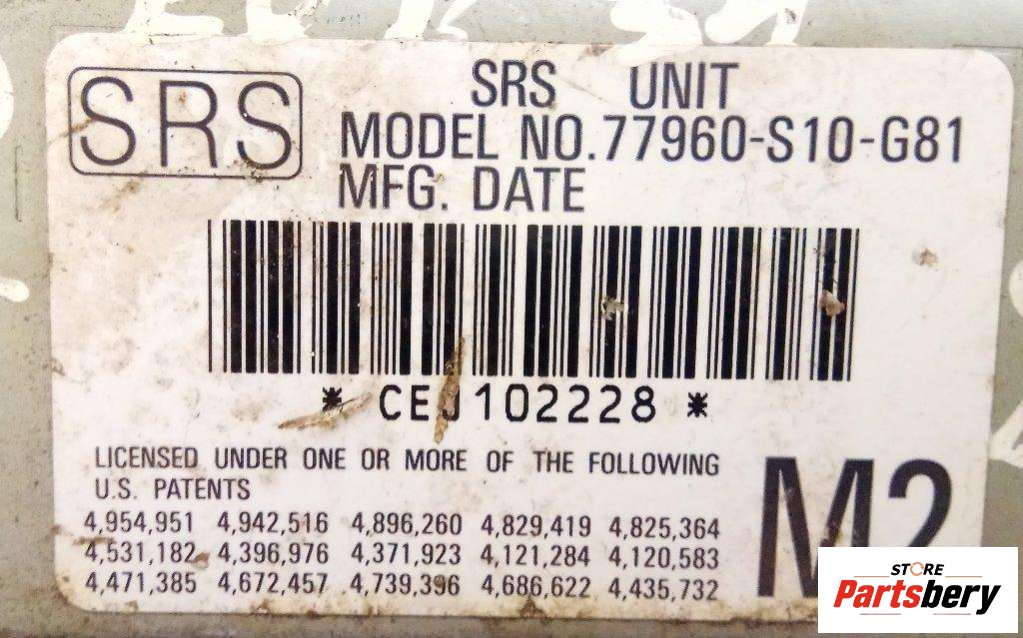 SRS
SRS UNIT
MODEL NO. 77960-S10-G81
MFG. DATE
* CEJ102228 *
LICENSED UNDER ONE OR MORE OF THE FOLLOWING
U.S. PATENTS
4,954,951 4,942,516 4,896,260 4,829,419 4,825,364
4,531,182 4,396,976 4,371,923 4,121,284 4,120,583
4,471,385 4,672,457 4,739,396 4,686,622 4,435,732
M2
STORE
Partsbery